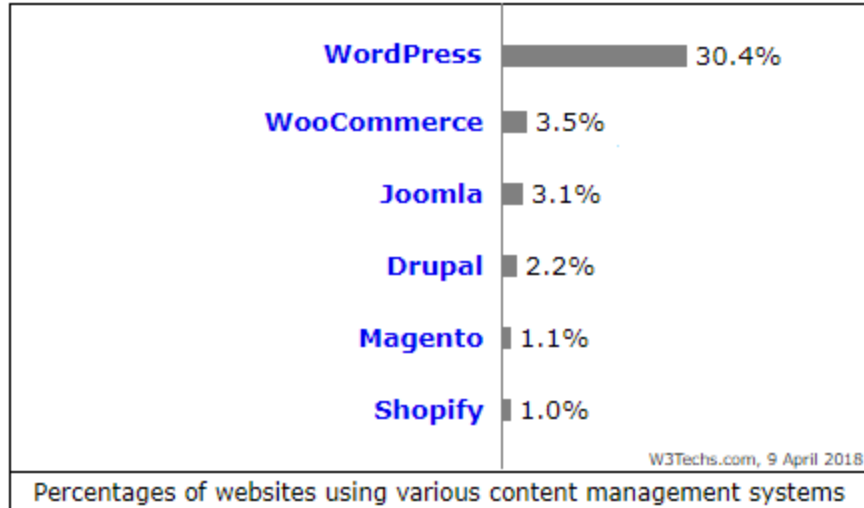 WordPress 30.4%
WooCommerce 3.5%
Joomla 3.1%
Drupal 2.2%
Magento 1.1%
Shopify 1.0%
W3Techs.com, 9 April 2018
Percentages of websites using various content management systems